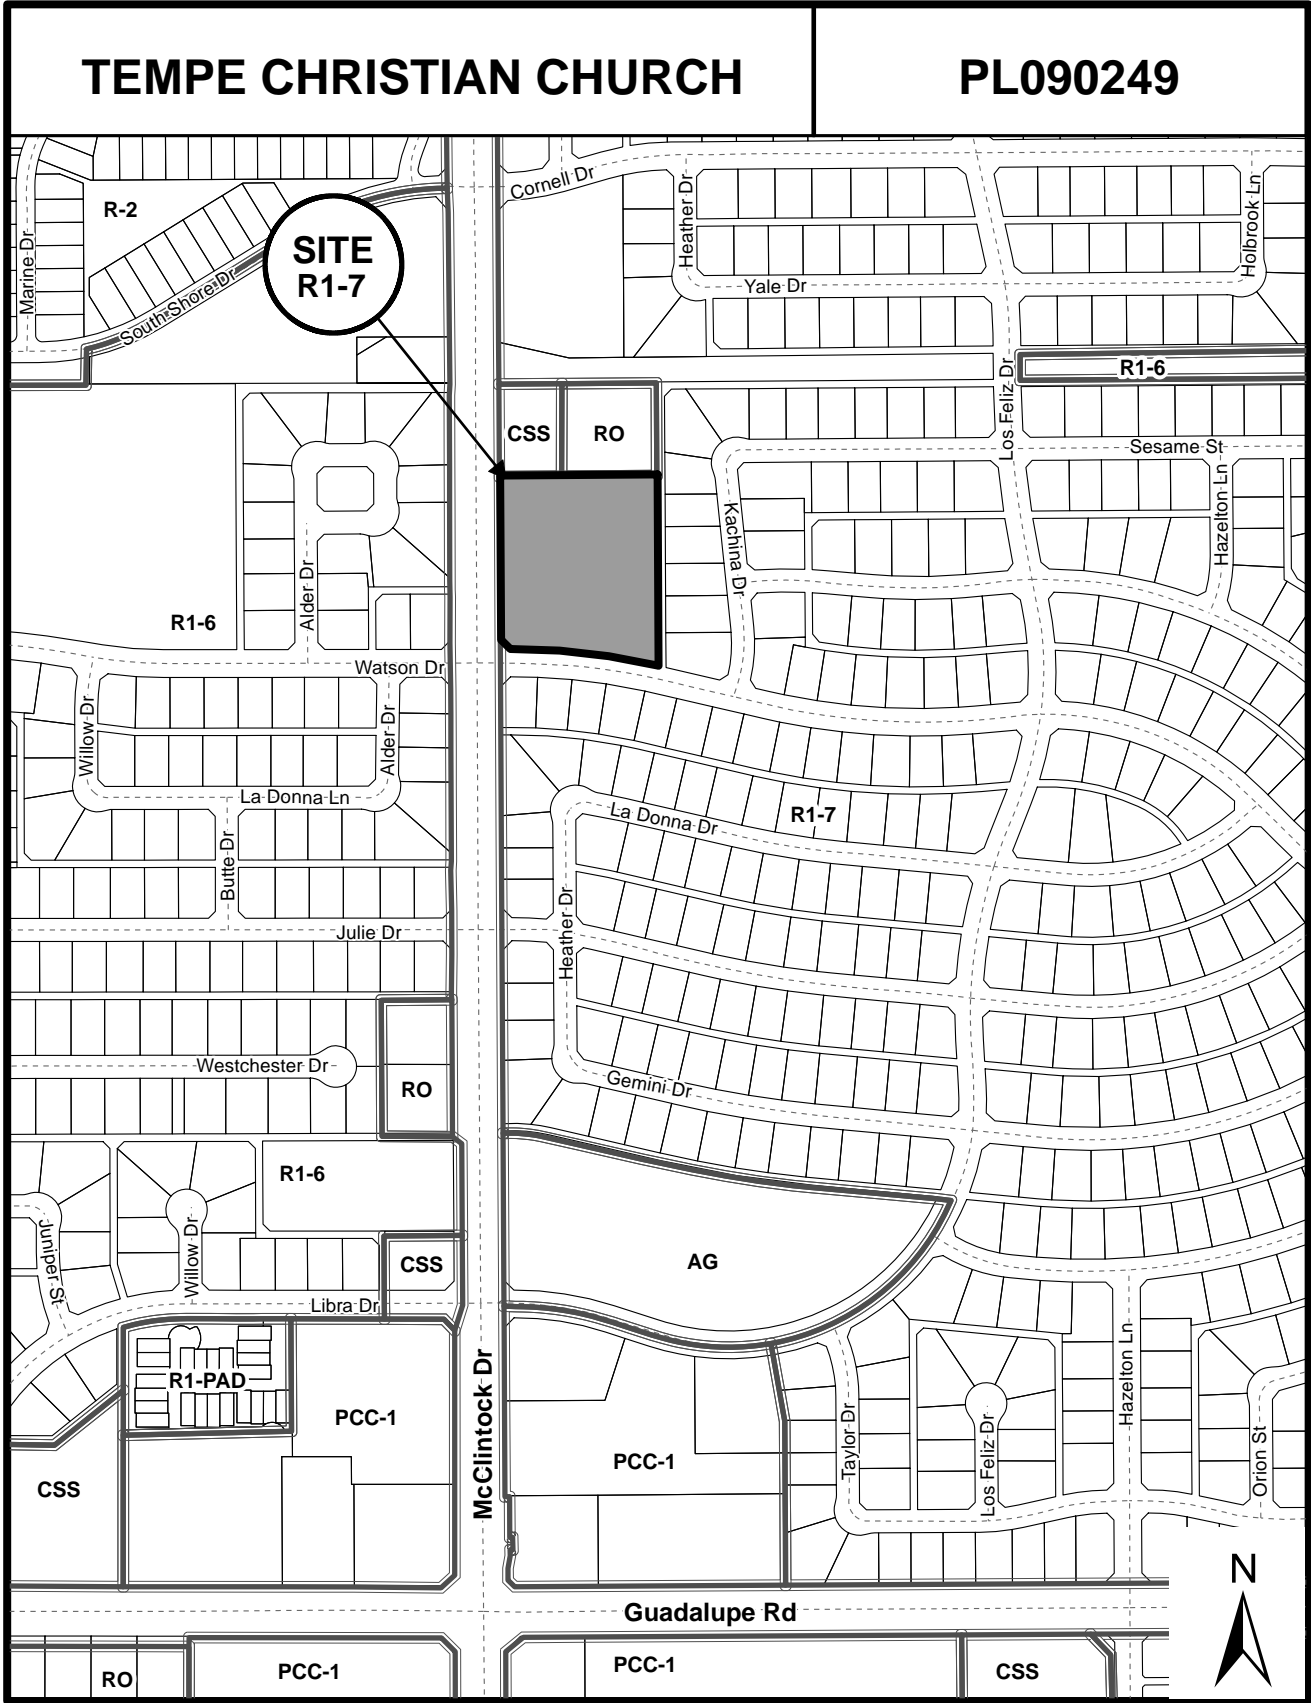 TEMPE CHRISTIAN CHURCH
PL090249
Cornell Dr
R-2
Heather Dr
Holbrook Ln
Marine Dr
SITE
R1-7
South Shore Dr
Yale Dr
R1-6
Los Feliz Dr
CSS
RO
Sesame St
Hazelton Ln
Kachina Dr
Alder Dr
R1-6
Watson Dr
Willow Dr
Alder Dr
La Donna Ln
La Donna Dr
R1-7
Butte Dr
Heather Dr
Julie Dr
Westchester Dr
RO
Gemini Dr
R1-6
Juniper St
Willow Dr
CSS
AG
Libra Dr
R1-PAD
McClintock Dr
Hazelton Ln
PCC-1
Taylor Dr
Los Feliz Dr
Orion St
PCC-1
CSS
N
Guadalupe Rd
RO
PCC-1
PCC-1
CSS